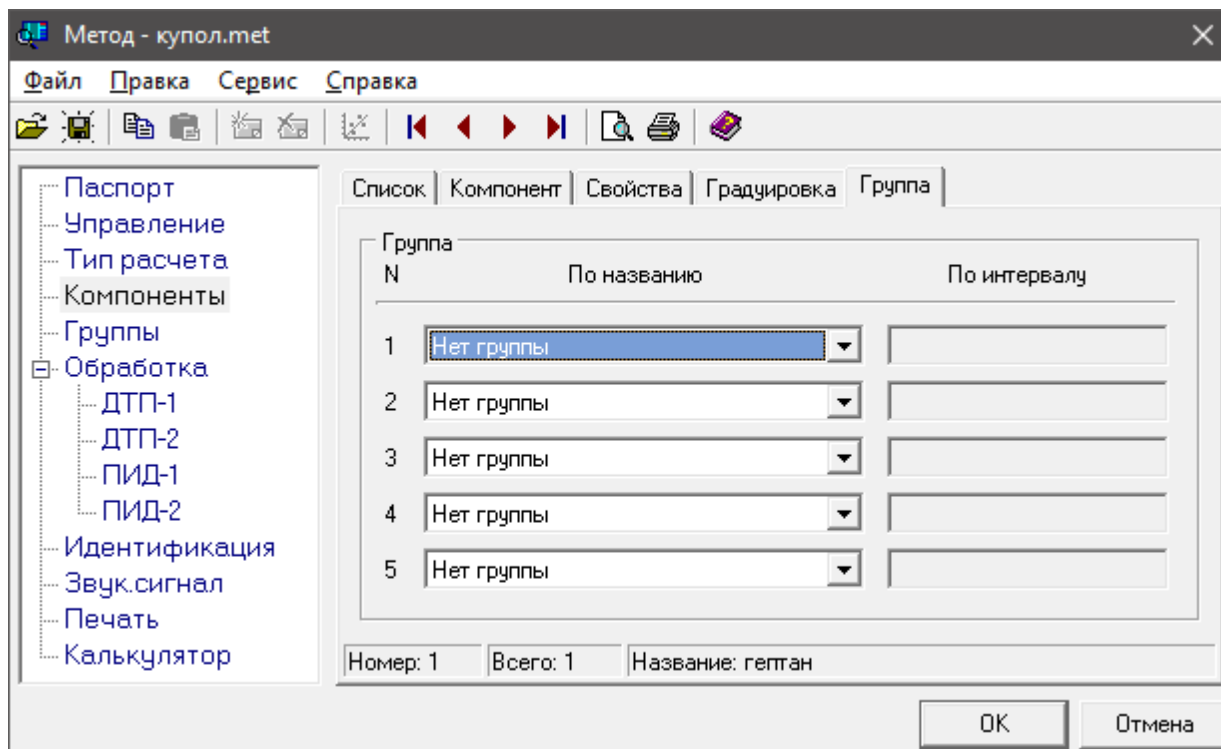 Метод - купол.met
Файл Правка Сервис Справка
Паспорт
Управление
Тип расчета
Компоненты
Группы
Обработка
ДТП-1
ДТП-2
ПИД-1
ПИД-2
Идентификация
Звук.сигнал
Печать
Калькулятор
Список Компонент Свойства Градуировка Группа
Группа
N По названию По интервалу
1 Нет группы
2 Нет группы
3 Нет группы
4 Нет группы
5 Нет группы
Номер: 1 Всего: 1 Название: гептан
OK Отмена